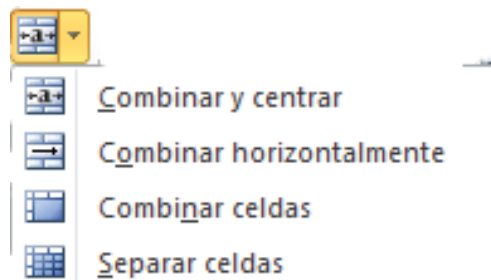 Combinar y centrar
Combinar horizontalmente
Combinar celdas
Separar celdas